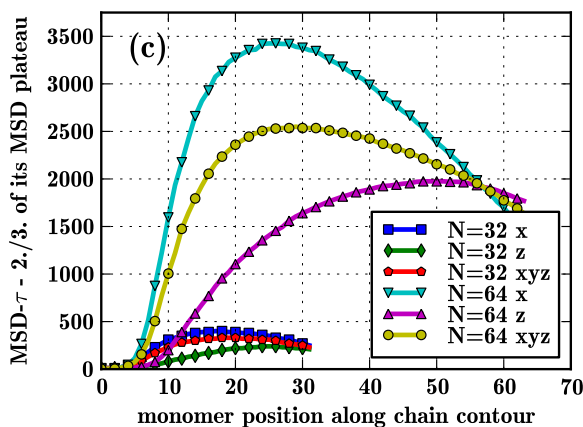 (c)
MSD-τ - 2./3. of its MSD plateau
3500
3000
2500
2000
1500
1000
500
0
0 10 20 30 40 50 60 70
monomer position along chain contour
N=32 x
N=32 z
N=32 xyz
N=64 x
N=64 z
N=64 xyz